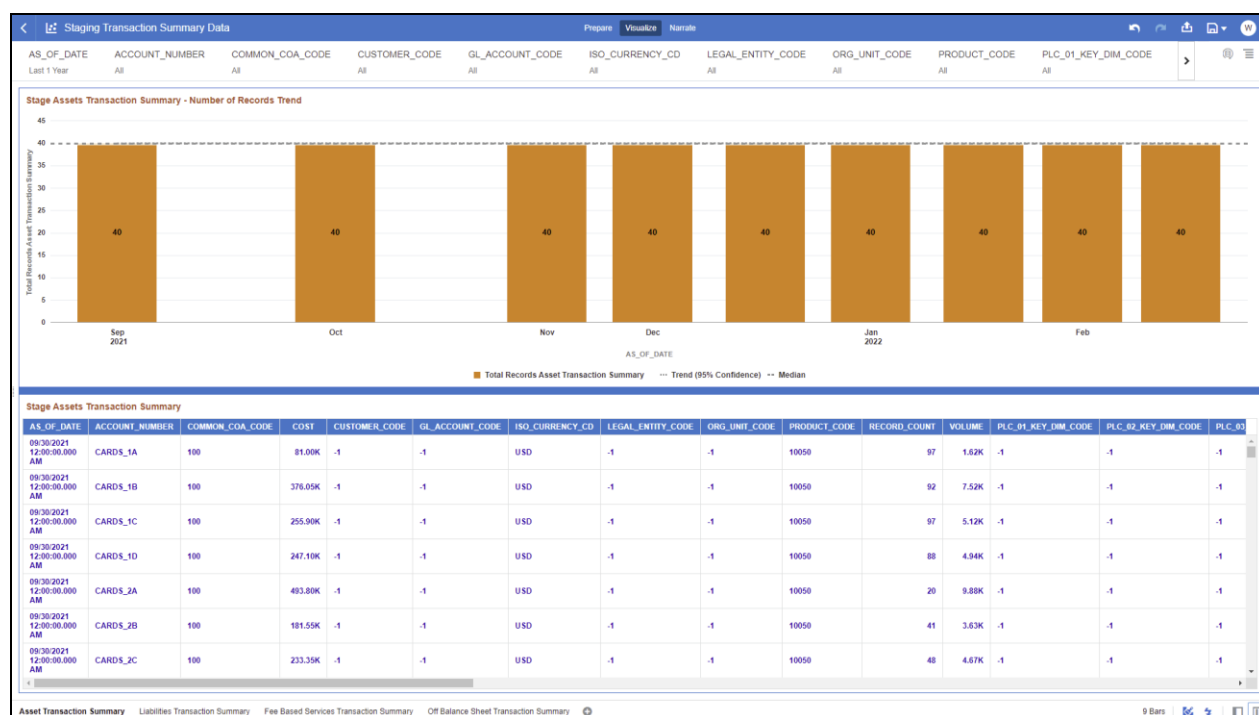 Staging Transaction Summary Data
Prepare Visualize Narrate
W
AS_OF_DATE ACCOUNT_NUMBER COMMON_COA_CODE CUSTOMER_CODE GL_ACCOUNT_CODE ISO_CURRENCY_CD LEGAL_ENTITY_CODE ORG_UNIT_CODE PRODUCT_CODE PLC_01_KEY_DIM_CODE
Last 1 Year All All All All All All All All All
Stage Assets Transaction Summary - Number of Records Trend
Total Records Asset Transaction Summary
45
40
35
30
25
20
15
10
5
0
40 40 40 40 40 40 40 40 40
Sep Oct Nov Dec Jan Feb
2021 2022
AS_OF_DATE
Total Records Asset Transaction Summary --- Trend (95% Confidence) -- Median
Stage Assets Transaction Summary
AS_OF_DATE ACCOUNT_NUMBER COMMON_COA_CODE COST CUSTOMER_CODE GL_ACCOUNT_CODE ISO_CURRENCY_CD LEGAL_ENTITY_CODE ORG_UNIT_CODE PRODUCT_CODE RECORD_COUNT VOLUME PLC_01_KEY_DIM_CODE PLC_02_KEY_DIM_CODE PLC_03
09/30/2021
12:00:00.000 CARDS_1A 100 81.00K -1 -1 USD -1 -1 10050 97 1.62K -1 -1 -1
AM
09/30/2021
12:00:00.000 CARDS_1B 100 376.05K -1 -1 USD -1 -1 10050 92 7.52K -1 -1 -1
AM
09/30/2021
12:00:00.000 CARDS_1C 100 255.90K -1 -1 USD -1 -1 10050 97 5.12K -1 -1 -1
AM
09/30/2021
12:00:00.000 CARDS_1D 100 247.10K -1 -1 USD -1 -1 10050 88 4.94K -1 -1 -1
AM
09/30/2021
12:00:00.000 CARDS_2A 100 493.80K -1 -1 USD -1 -1 10050 20 9.88K -1 -1 -1
AM
09/30/2021
12:00:00.000 CARDS_2B 100 181.55K -1 -1 USD -1 -1 10050 41 3.63K -1 -1 -1
AM
09/30/2021
12:00:00.000 CARDS_2C 100 233.35K -1 -1 USD -1 -1 10050 48 4.67K -1 -1 -1
AM
Asset Transaction Summary Liabilities Transaction Summary Fee Based Services Transaction Summary Off Balance Sheet Transaction Summary 9 Bars